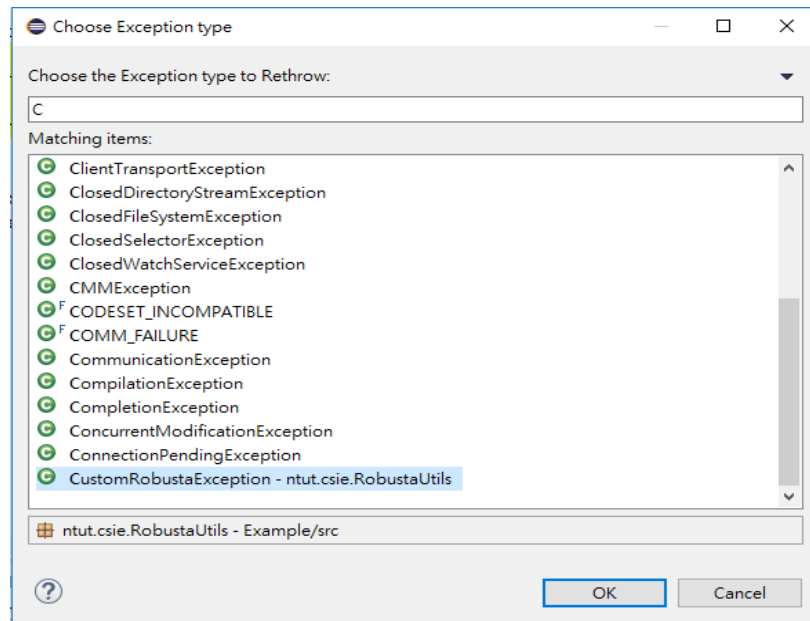 Choose Exception type
Choose the Exception type to Rethrow:
C
Matching items:
C ClientTransportException
C ClosedDirectoryStreamException
C ClosedFileSystemException
C ClosedSelectorException
C ClosedWatchServiceException
C CMMException
C F CODESET_INCOMPATIBLE
C F COMM_FAILURE
C CommunicationException
C CompilationException
C CompletionException
C ConcurrentModificationException
C ConnectionPendingException
C CustomRobustaException - ntut.csie.RobustaUtils
ntut.csie.RobustaUtils - Example/src
? OK Cancel